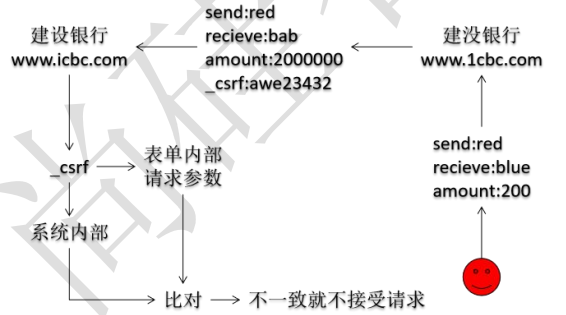 建设银行
www.icbc.com
send:red
recieve:bab
amount:2000000
_csrf:awe23432
建没银行
www.1cbc.com
send:red
recieve:blue
amount:200
_csrf
表单内部
请求参数
系统内部
比对
不一致就不接受请求